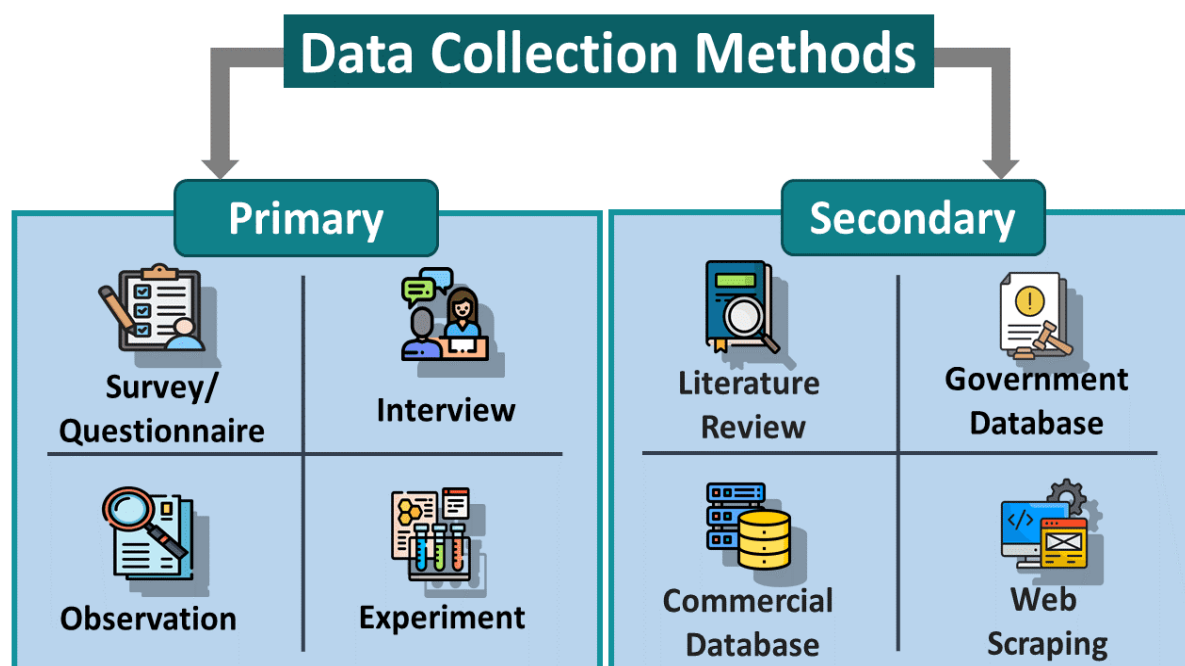 Data Collection Methods
Primary
Secondary
Survey/
Questionnaire
Interview
Literature
Review
Government
Database
Observation
Experiment
Commercial
Database
Web
Scraping